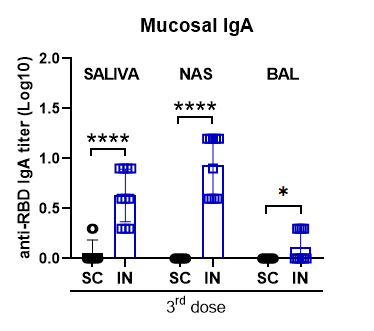 Mucosal IgA
anti-RBD IgA titer (Log10)
2.0
1.5
1.0
0.5
0.0
SALIVA NAS BAL
**** **** *
SC IN SC IN SC IN
3rd dose